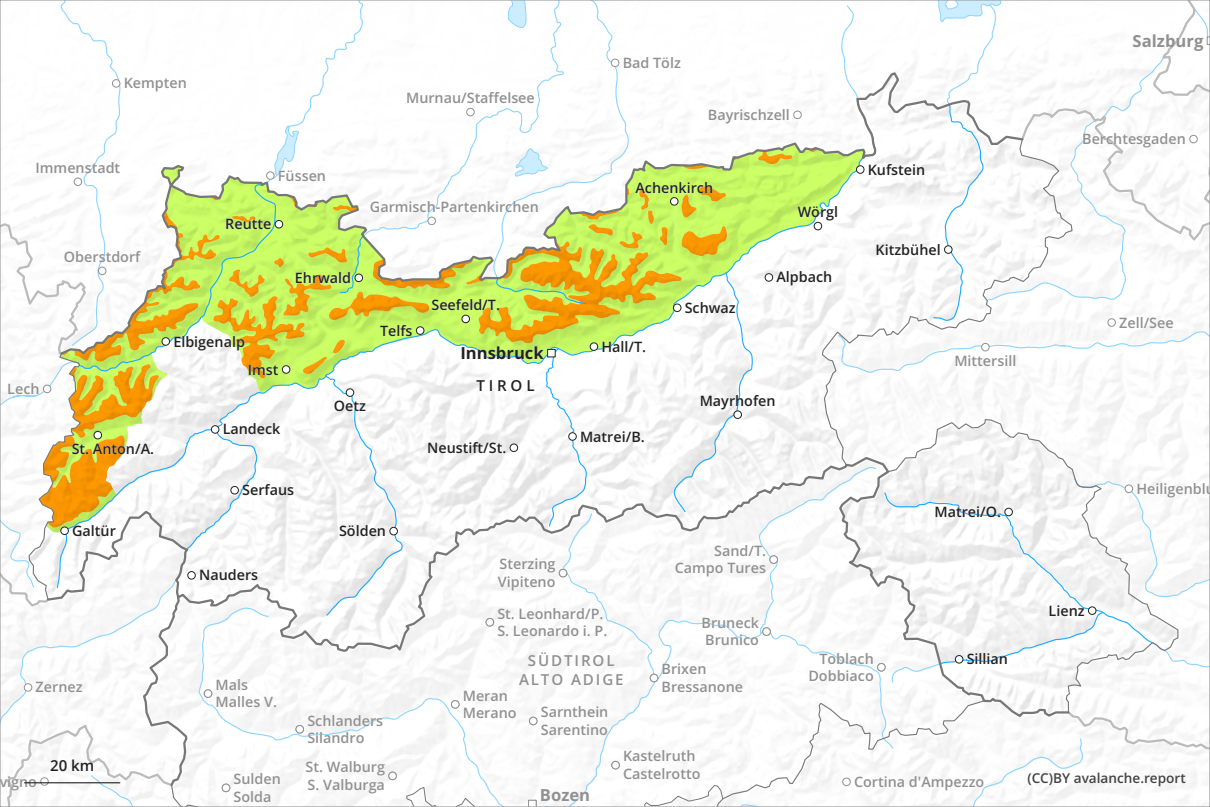 Salzburg
Bad Tölz
Kempten
Murnau/Staffelsee
Bayrischzell
Berchtesgaden
Immenstadt
Füssen
Kufstein
Achenkirch
Garmisch-Partenkirchen
Wörgl
Reutte
Kitzbühel
Oberstdorf
Ehrwald
Alpbach
Seefeld/T.
Schwaz
Zell/See
Telfs
Elbigenalp
Innsbruck
Hall/T.
Mittersill
Imst
TIROL
Lech
Oetz
Mayrhofen
Landeck
Matrei/B.
St. Anton/A.
Neustift/St.
Serfaus
Heiligenblu
Matrei/O.
Galtür
Sölden
Sand/T.
Campo Tures
Sterzing
Vipiteno
Nauders
Lienz
St. Leonhard/P.
S. Leonardo i. P.
Bruneck
Brunico
SÜDTIROL
ALTO ADIGE
Toblach
Dobbiaco
Sillian
Brixen
Bressanone
Zernez
Mals
Malles V.
Meran
Merano
Sarnthein
Sarentino
Schlanders
Silandro
Kastelruth
Castelrotto
20 km
St. Walburg
S. Valburga
vigno
Sulden
Solda
Cortina d'Ampezzo
(CC)BY avalanche.report
Bozen